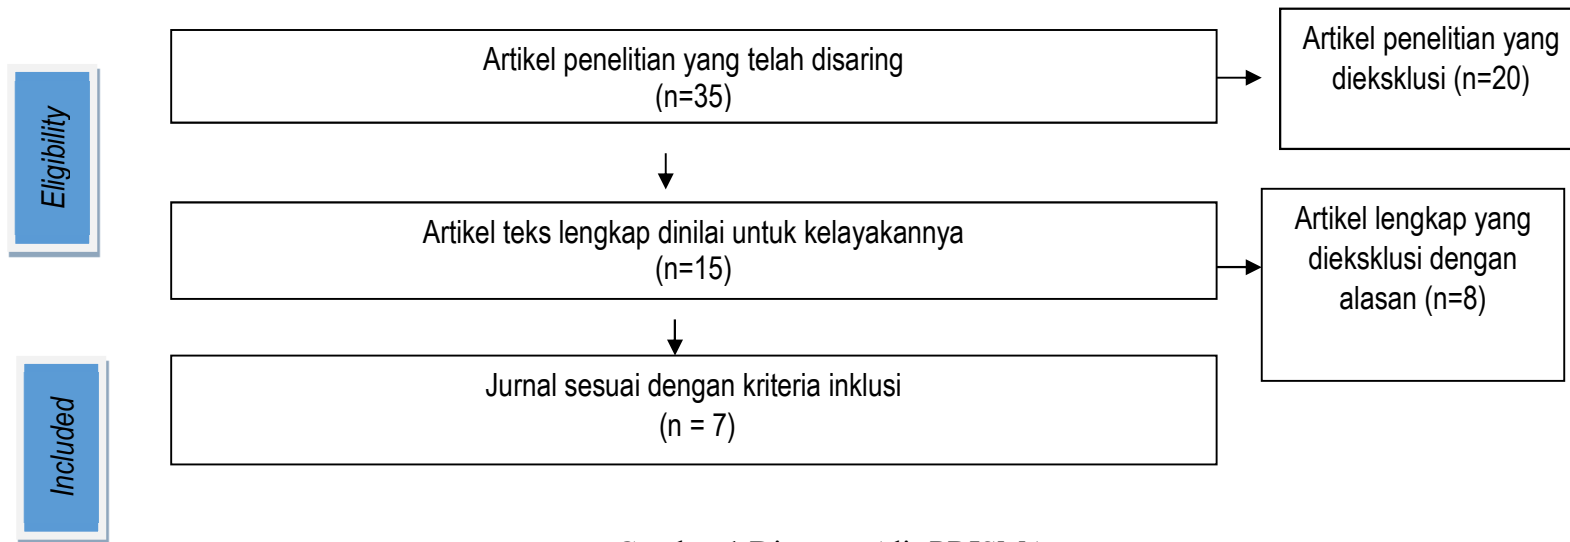 Artikel penelitian yang telah disaring
(n=35)
Artikel penelitian yang
dieksklusi (n=20)
Eligibility
Artikel teks lengkap dinilai untuk kelayakannya
(n=15)
Artikel lengkap yang
dieksklusi dengan
alasan (n=8)
Jurnal sesuai dengan kriteria inklusi
(n = 7)
Included